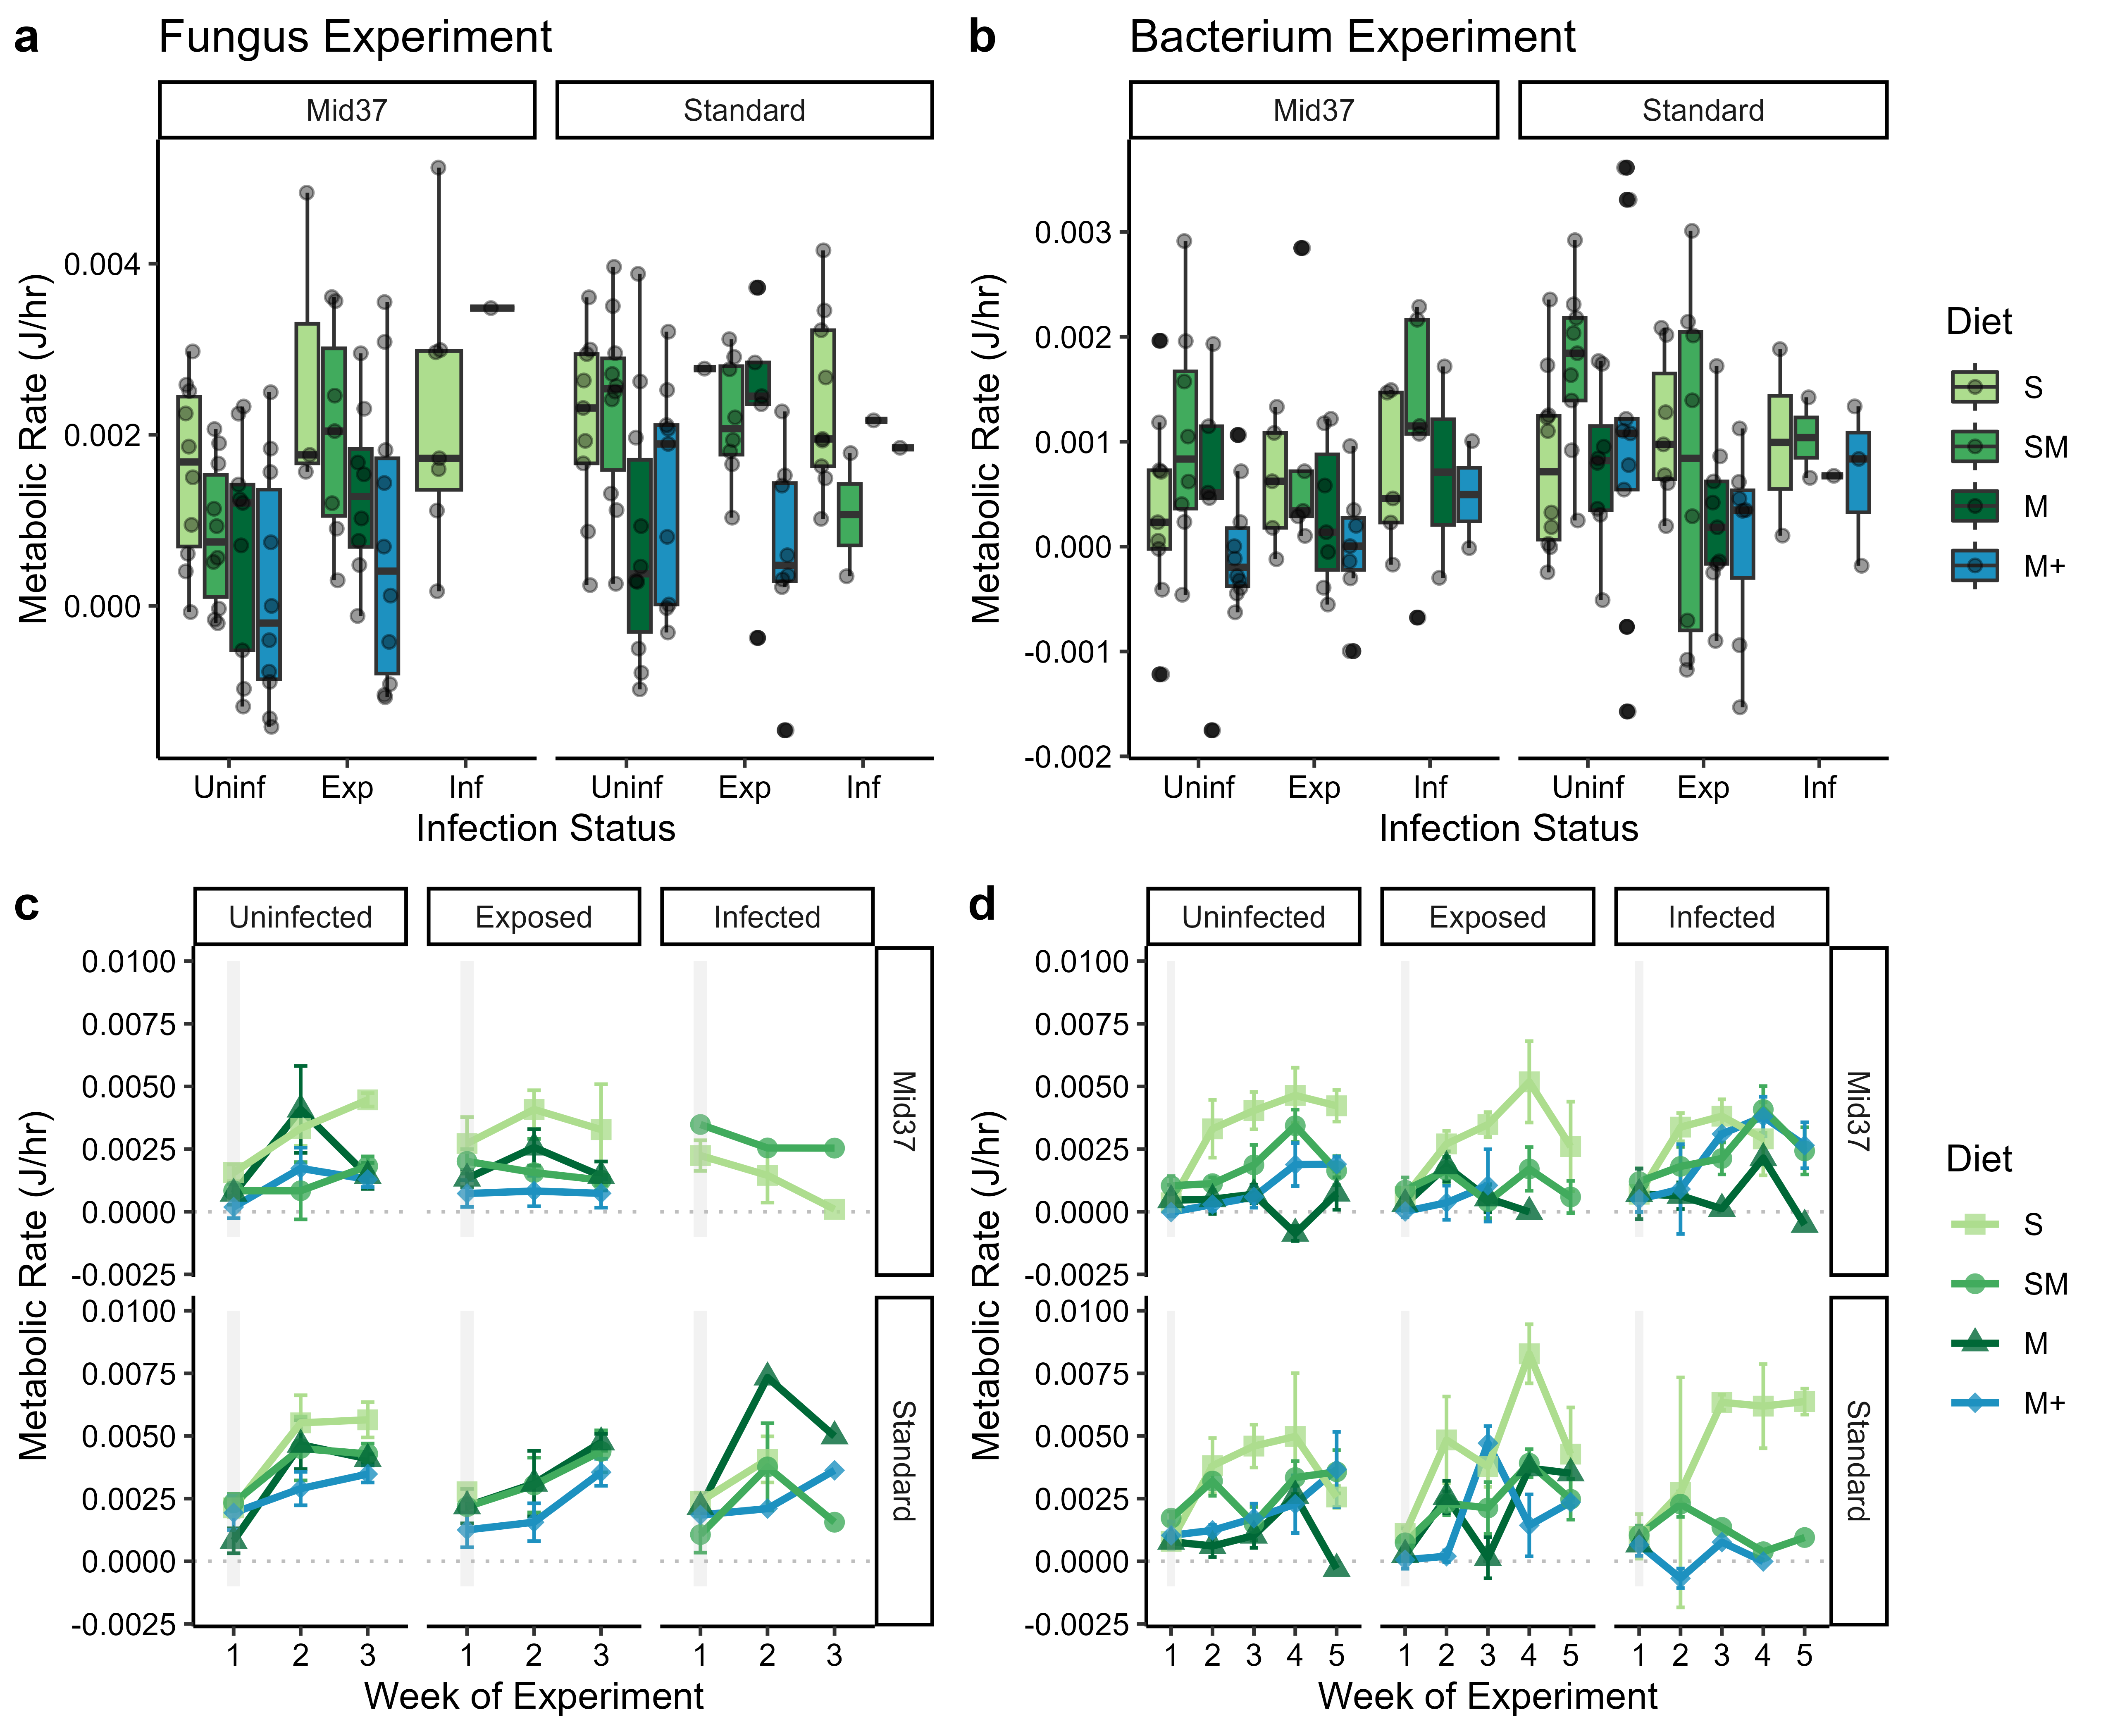 a Fungus Experiment
b Bacterium Experiment
Mid37 Standard
Mid37 Standard
Metabolic Rate (J/hr)
0.004
0.002
0.000
Uninf Exp Inf Uninf Exp Inf
Infection Status
Metabolic Rate (J/hr)
0.003
0.002
0.001
0.000
-0.001
-0.002
Uninf Exp Inf Uninf Exp Inf
Infection Status
Diet
S
SM
M
M+
c
Uninfected Exposed Infected
Metabolic Rate (J/hr)
0.0100
0.0075
0.0050
0.0025
0.0000
-0.0025
Mid37
0.0100
0.0075
0.0050
0.0025
0.0000
-0.0025
Standard
1 2 3 1 2 3 1 2 3
Week of Experiment
d
Uninfected Exposed Infected
Metabolic Rate (J/hr)
0.0100
0.0075
0.0050
0.0025
0.0000
-0.0025
Mid37
0.0100
0.0075
0.0050
0.0025
0.0000
-0.0025
Standard
1 2 3 4 5 1 2 3 4 5 1 2 3 4 5
Week of Experiment
Diet
S
SM
M
M+